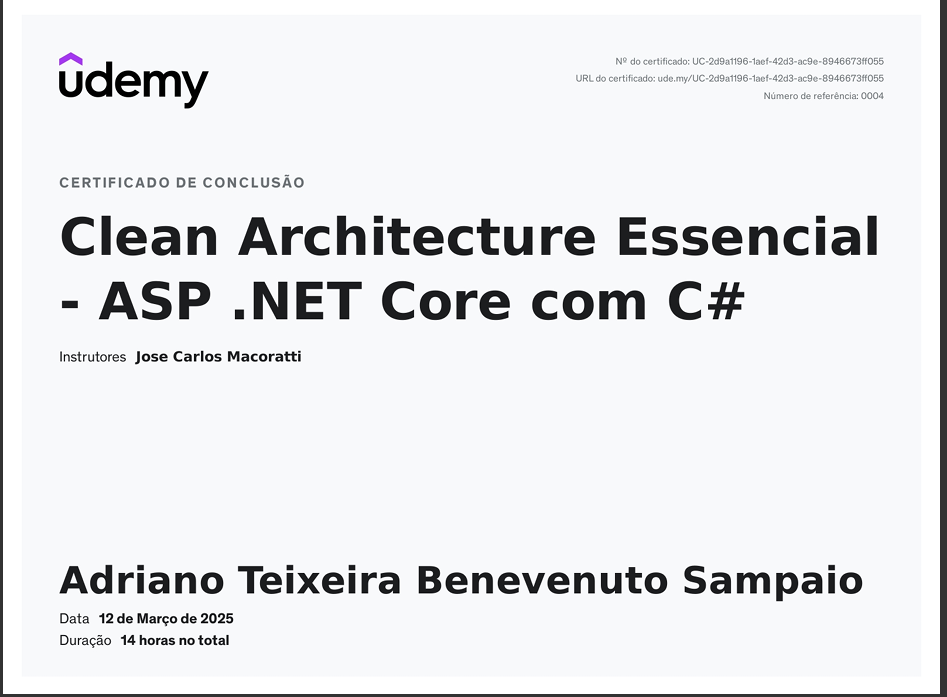 udemy
Nº do certificado: UC-2d9a1196-1aef-42d3-ac9e-8946673ff055
URL do certificado: ude.my/UC-2d9a1196-1aef-42d3-ac9e-8946673ff055
Número de referência: 0004
CERTIFICADO DE CONCLUSÃO
Clean Architecture Essencial
- ASP .NET Core com C#
Instrutores Jose Carlos Macoratti
Adriano Teixeira Benevenuto Sampaio
Data 12 de Março de 2025
Duração 14 horas no total